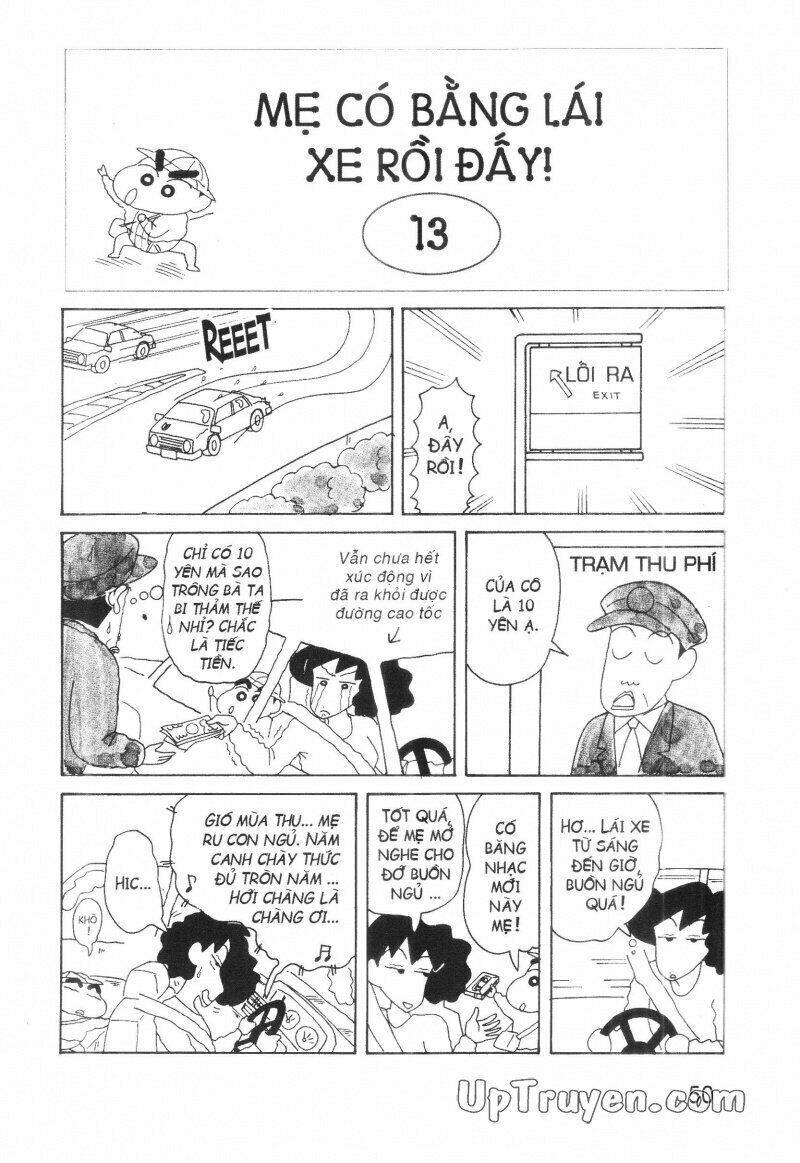 MẸ CÓ BẰNG LÁI
XE RỒI ĐẤY!
13
LỐI RA
EXIT
A,
ĐÂY
RỒI!
REEET
TRẠM THU PHÍ
CỦA CÔ
LÀ 10
YÊN Ạ.
Vẫn chưa hết
xúc động vì
đã ra khỏi được
đường cao tốc
CHỈ CÓ 10
YÊN MÀ SAO
TRÔNG BÀ TA
BI THẢM THẾ
NHỈ? CHẮC
LÀ TIẾC
TIỀN.
HƠ... LÁI XE
TỪ SÁNG
ĐẾN GIỜ,
BUỒN NGỦ
QUÁ!
CÓ
BĂNG
NHẠC
MỚI
NÀY
MẸ!
TỐT QUÁ,
ĐỂ MẸ MỞ
NGHE CHO
ĐỠ BUỒN
NGỦ ...
GIÓ MÙA THU... MẸ
RU CON NGỦ. NĂM
CANH CHÀY THỨC
ĐỦ TRÒN NĂM ...
HỠI CHÀNG LÀ
CHÀNG ƠI...
HIC...
KHÒ!
50
UpTruyen.com